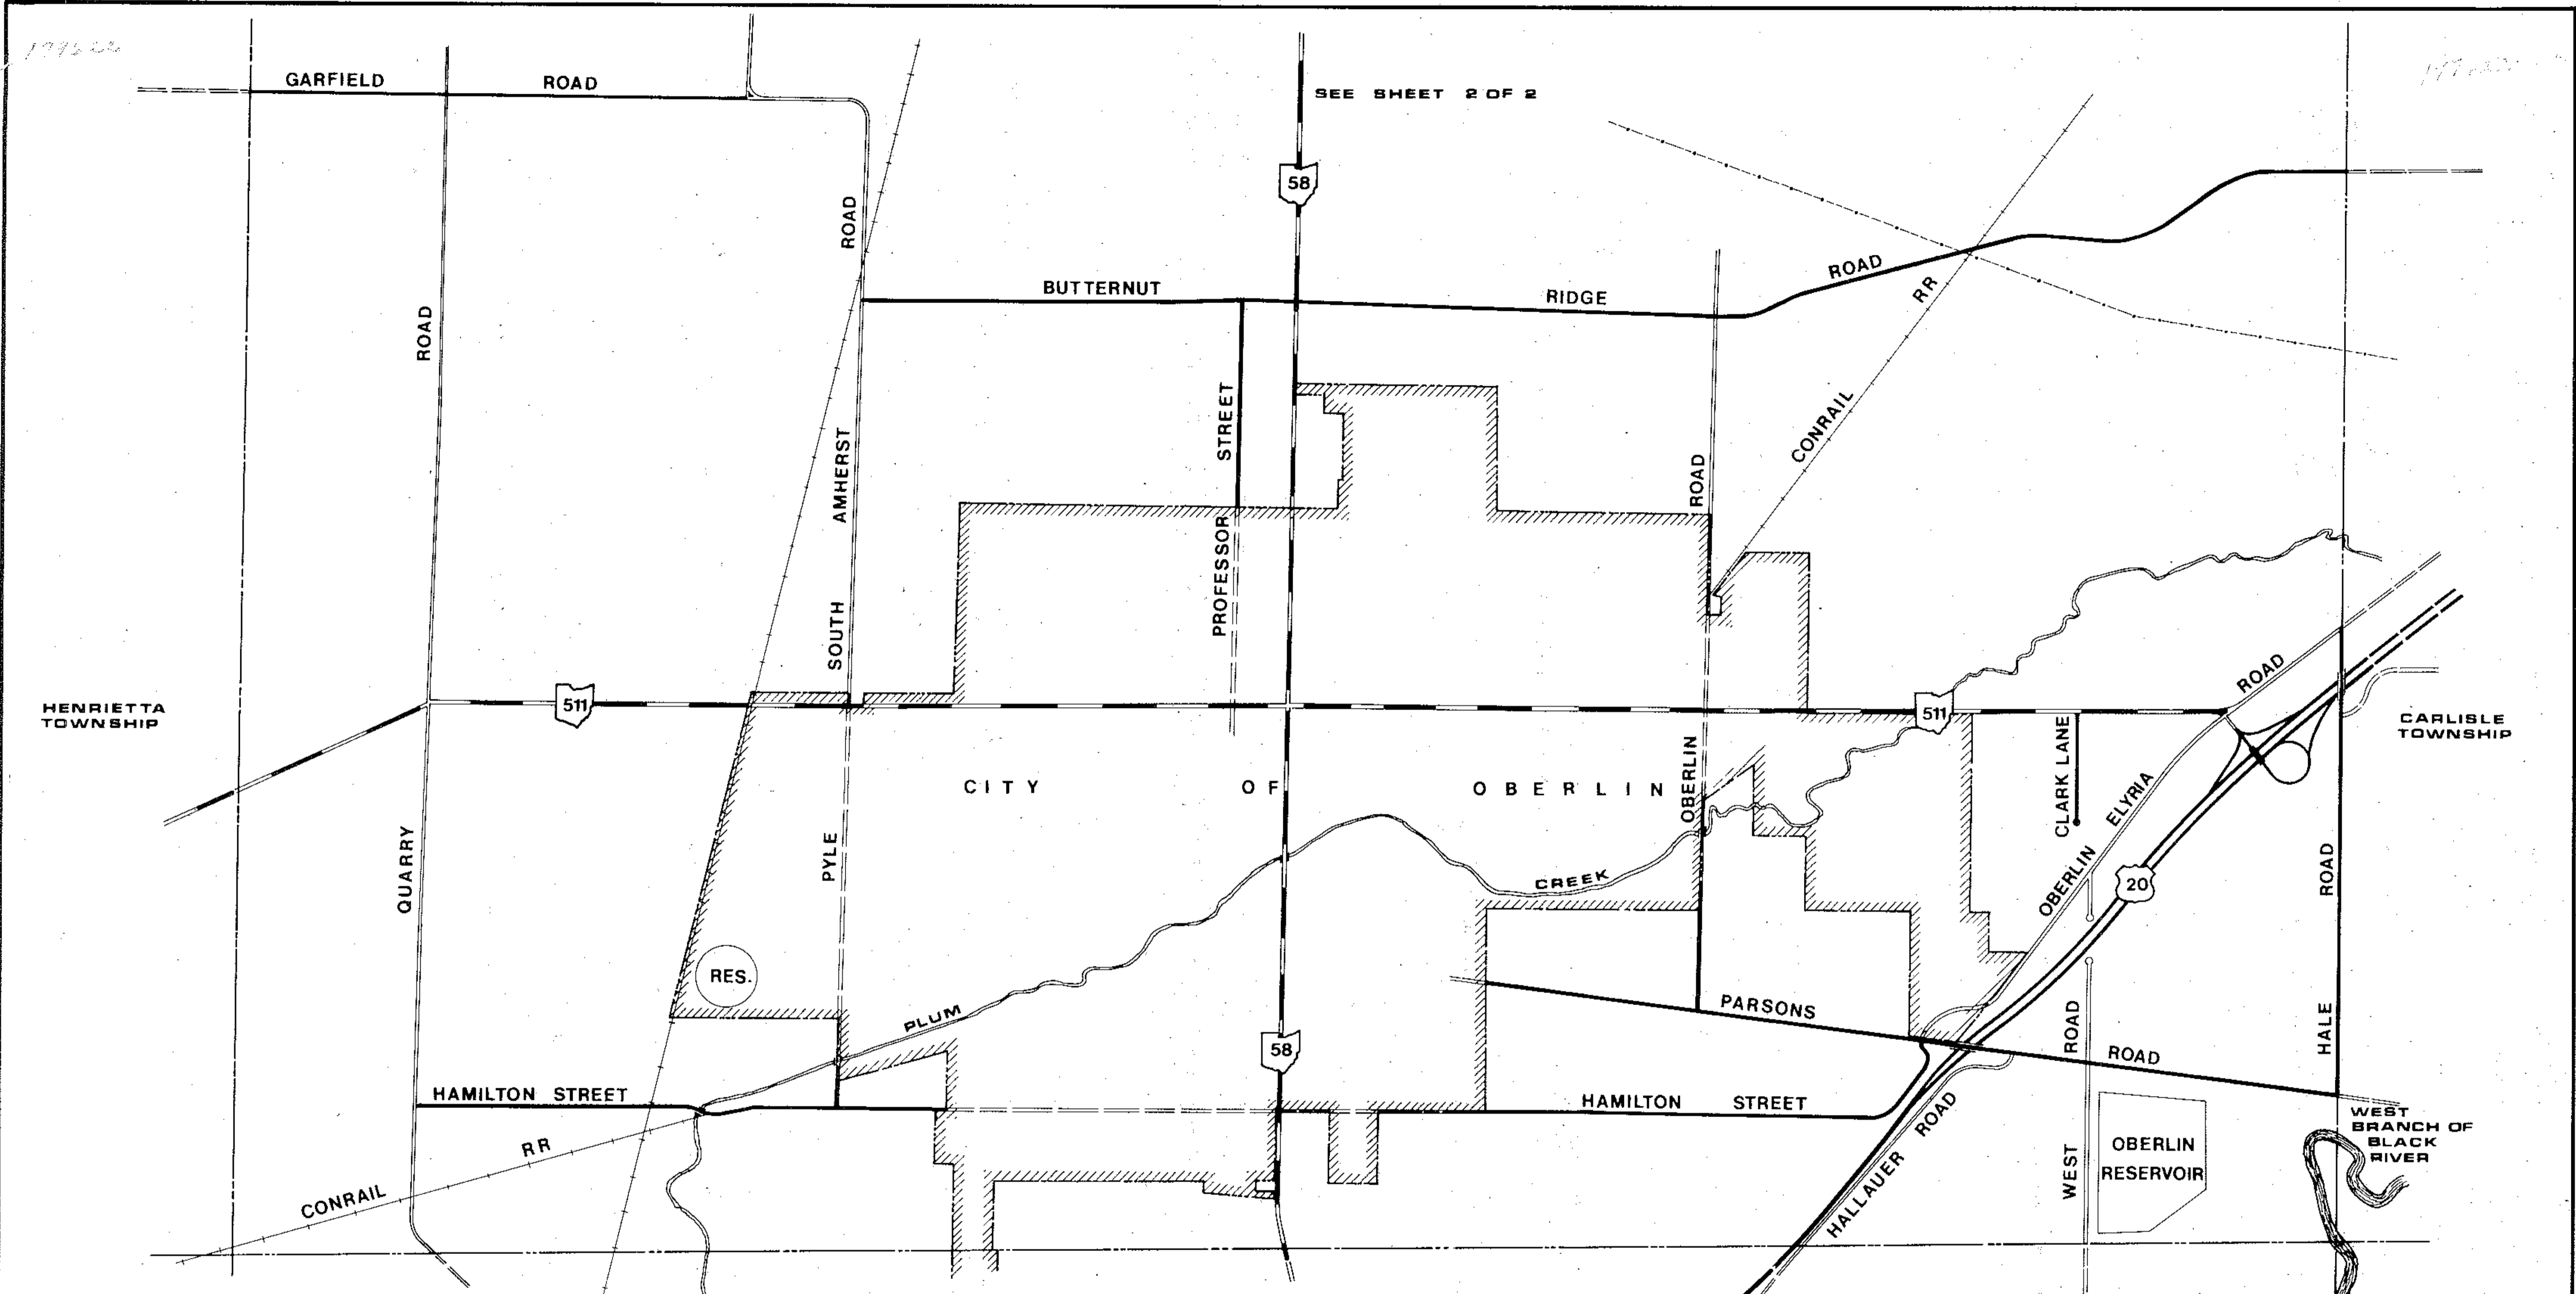 GARFIELD ROAD
SEE SHEET 2 OF 2
58
ROAD
ROAD
BUTTERNUT RIDGE ROAD
RR
CONRAIL
STREET
PROFESSOR
ROAD
AMHERST
SOUTH
HENRIETTA
TOWNSHIP
511
511
ROAD
CARLISLE
TOWNSHIP
CITY OF OBERLIN
OBERLIN
CLARK LANE
ELYRIA
OBERLIN
20
ROAD
QUARRY
PYLE
CREEK
RES.
PLUM
PARSONS ROAD
ROAD
HALE
58
HAMILTON STREET
HAMILTON STREET
RR
CONRAIL
ROAD
HALLAUER
WEST
OBERLIN
RESERVOIR
WEST
BRANCH OF
BLACK
RIVER